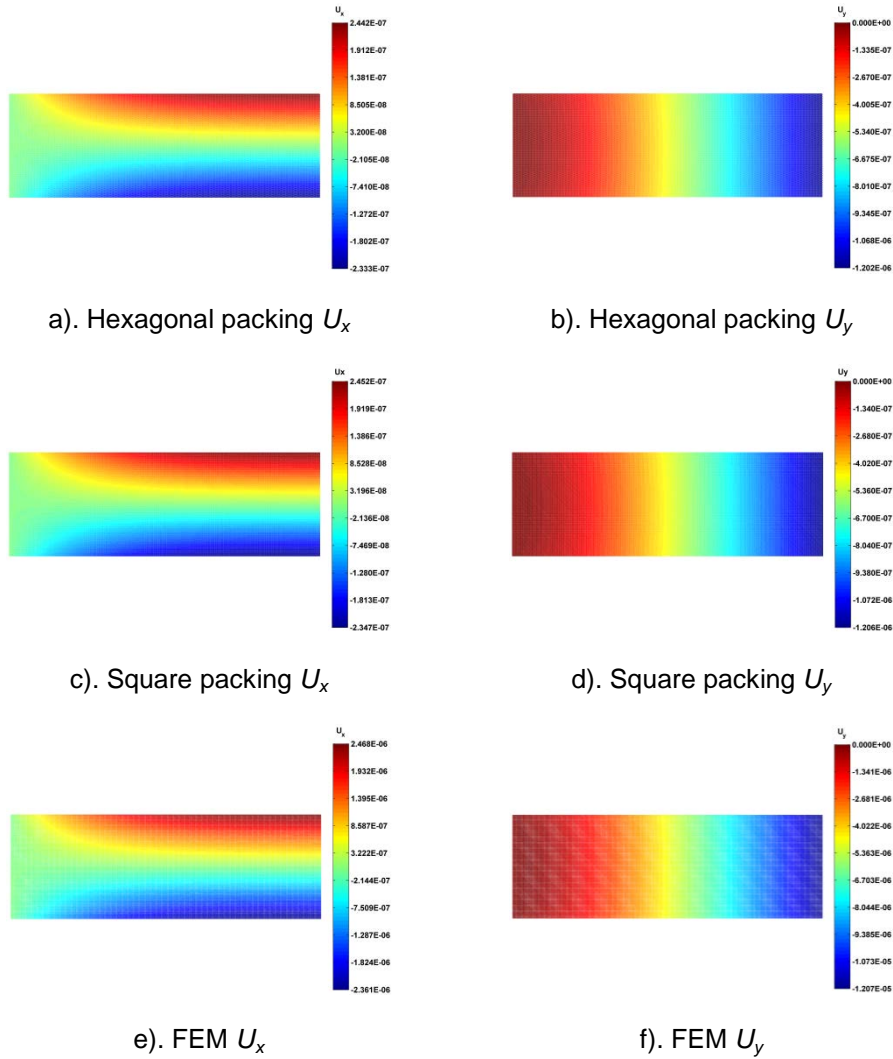 U_x
2.442E-07
1.912E-07
1.381E-07
8.505E-08
3.200E-08
-2.105E-08
-7.410E-08
-1.272E-07
-1.802E-07
-2.333E-07
a). Hexagonal packing U_x
U_y
0.000E+00
-1.335E-07
-2.670E-07
-4.005E-07
-5.340E-07
-6.675E-07
-8.010E-07
-9.345E-07
-1.068E-06
-1.202E-06
b). Hexagonal packing U_y
Ux
2.452E-07
1.919E-07
1.386E-07
8.528E-08
3.196E-08
-2.136E-08
-7.469E-08
-1.280E-07
-1.813E-07
-2.347E-07
c). Square packing U_x
Uy
0.000E+00
-1.340E-07
-2.680E-07
-4.020E-07
-5.360E-07
-6.700E-07
-8.040E-07
-9.380E-07
-1.072E-06
-1.206E-06
d). Square packing U_y
U_x
2.468E-06
1.932E-06
1.395E-06
8.587E-07
3.222E-07
-2.144E-07
-7.509E-07
-1.287E-06
-1.824E-06
-2.361E-06
e). FEM U_x
U_y
0.000E+00
-1.341E-06
-2.681E-06
-4.022E-06
-5.363E-06
-6.703E-06
-8.044E-06
-9.385E-06
-1.073E-05
-1.207E-05
f). FEM U_y